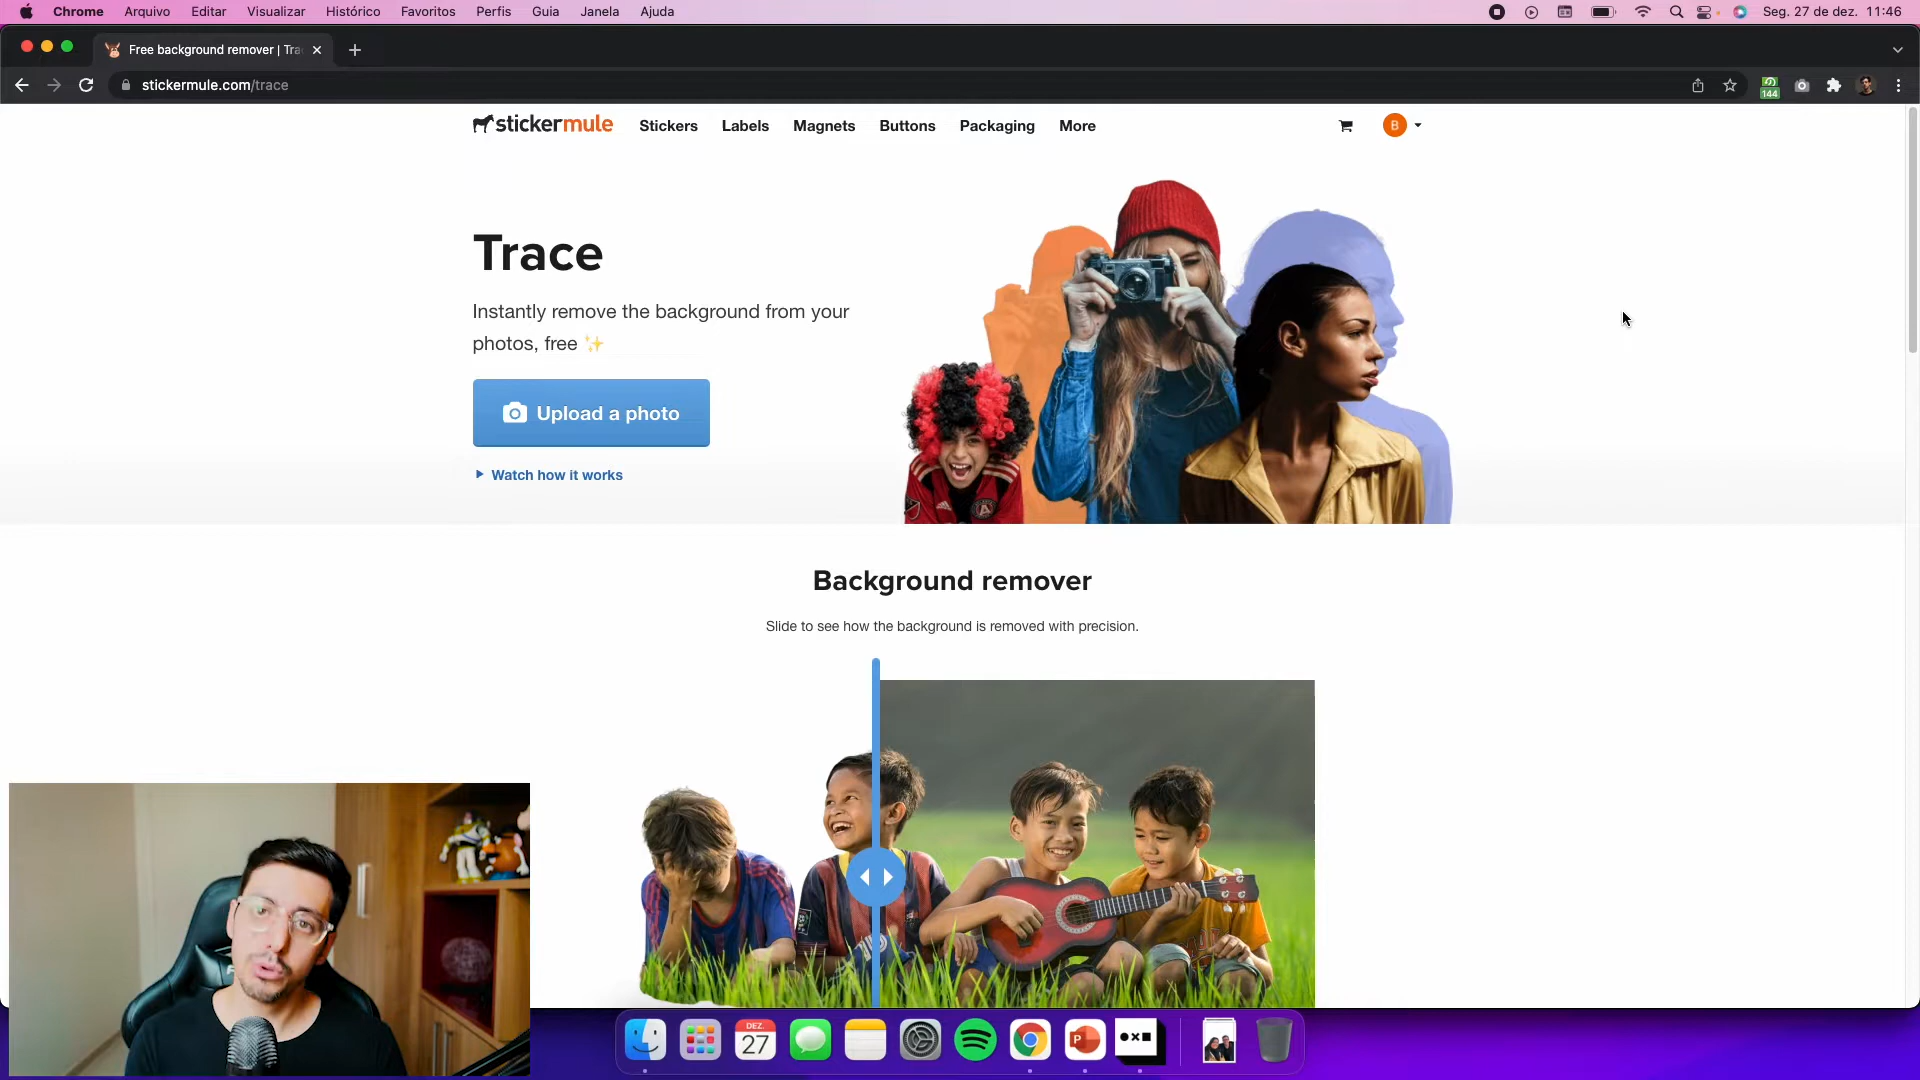 Chrome Arquivo Editar Visualizar Histórico Favoritos Perfis Guia Janela Ajuda Seg. 27 de dez. 11:46
Free background remover | Tra
stickermule.com/trace
144
stickermule Stickers Labels Magnets Buttons Packaging More B
Trace
Instantly remove the background from your
photos, free ✨
Upload a photo
Watch how it works
Background remover
Slide to see how the background is removed with precision.
DEZ.
27
P